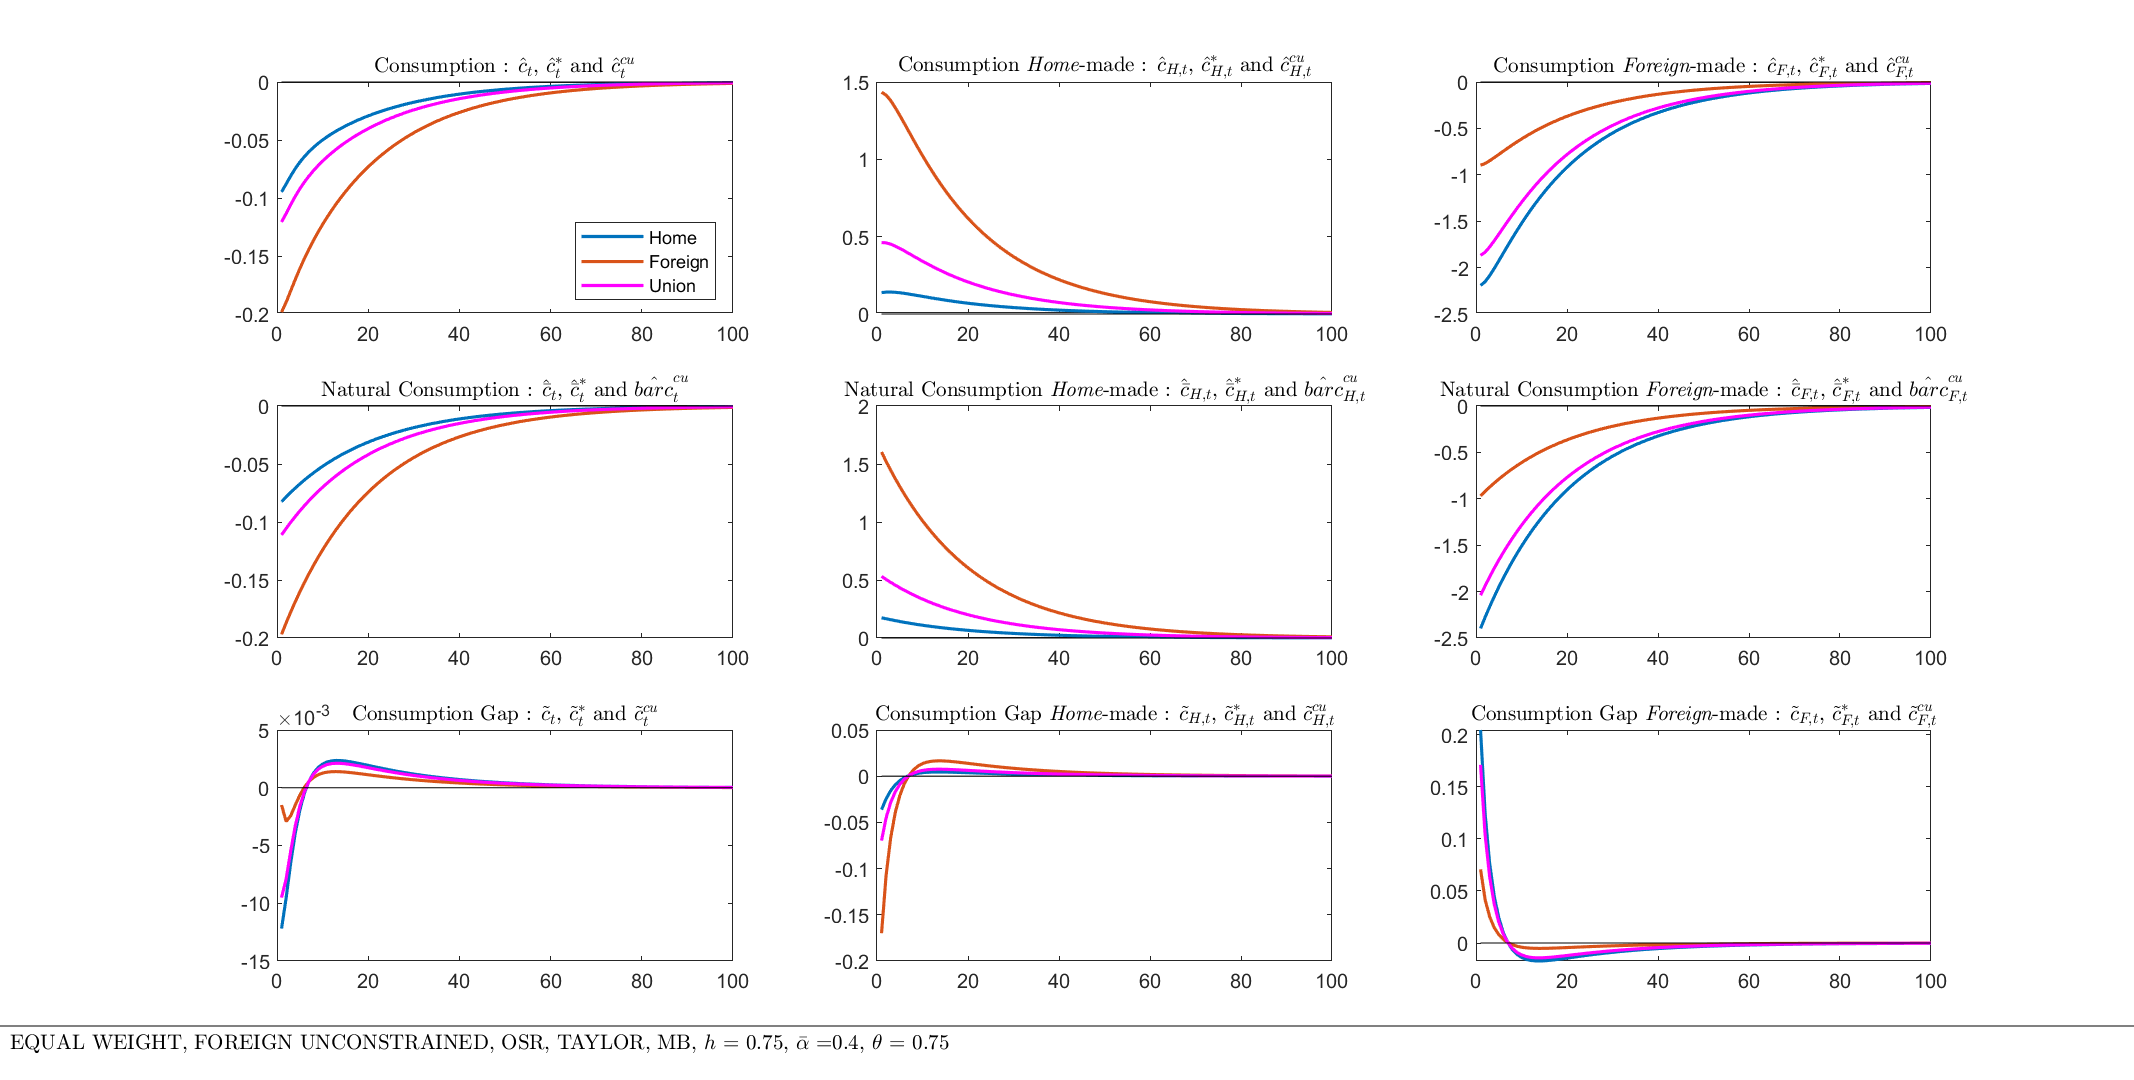 Consumption : ĉ_t, ĉ*_t and ĉ^cu_t
Consumption Home-made : ĉ_H,t, ĉ*_H,t and ĉ^cu_H,t
Consumption Foreign-made : ĉ_F,t, ĉ*_F,t and ĉ^cu_F,t
0
-0.05
-0.1
-0.15
-0.2
0 20 40 60 80 100
Home
Foreign
Union
1.5
1
0.5
0
0 20 40 60 80 100
0
-0.5
-1
-1.5
-2
-2.5
0 20 40 60 80 100
Natural Consumption : c̄̂_t, c̄̂*_t and bar̂c^cu_t
Natural Consumption Home-made : c̄̂_H,t, c̄̂*_H,t and bar̂c^cu_H,t
Natural Consumption Foreign-made : c̄̂_F,t, c̄̂*_F,t and bar̂c^cu_F,t
0
-0.05
-0.1
-0.15
-0.2
0 20 40 60 80 100
2
1.5
1
0.5
0
0 20 40 60 80 100
0
-0.5
-1
-1.5
-2
-2.5
0 20 40 60 80 100
Consumption Gap : c̃_t, c̃*_t and c̃^cu_t
Consumption Gap Home-made : c̃_H,t, c̃*_H,t and c̃^cu_H,t
Consumption Gap Foreign-made : c̃_F,t, c̃*_F,t and c̃^cu_F,t
×10^-3
5
0
-5
-10
-15
0 20 40 60 80 100
0.05
0
-0.05
-0.1
-0.15
-0.2
0 20 40 60 80 100
0.2
0.15
0.1
0.05
0
0 20 40 60 80 100
EQUAL WEIGHT, FOREIGN UNCONSTRAINED, OSR, TAYLOR, MB, h = 0.75, ᾱ =0.4, θ = 0.75